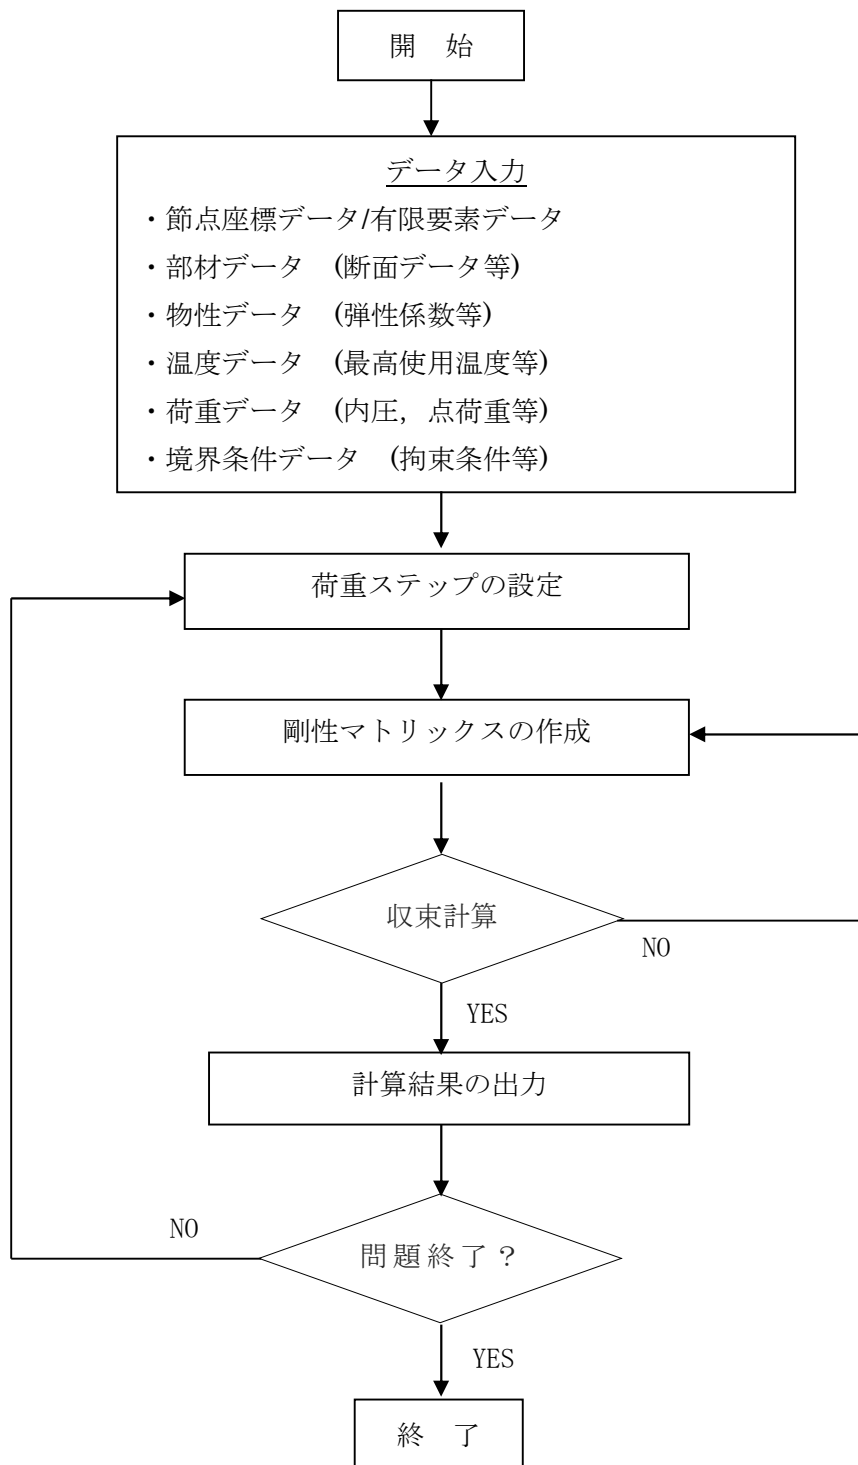 開　始
データ入力
・節点座標データ/有限要素データ
・部材データ　(断面データ等)
・物性データ　(弾性係数等)
・温度データ　(最高使用温度等)
・荷重データ　(内圧，点荷重等)
・境界条件データ　(拘束条件等)
荷重ステップの設定
剛性マトリックスの作成
収束計算
NO
YES
計算結果の出力
NO
問題終了？
YES
終　了